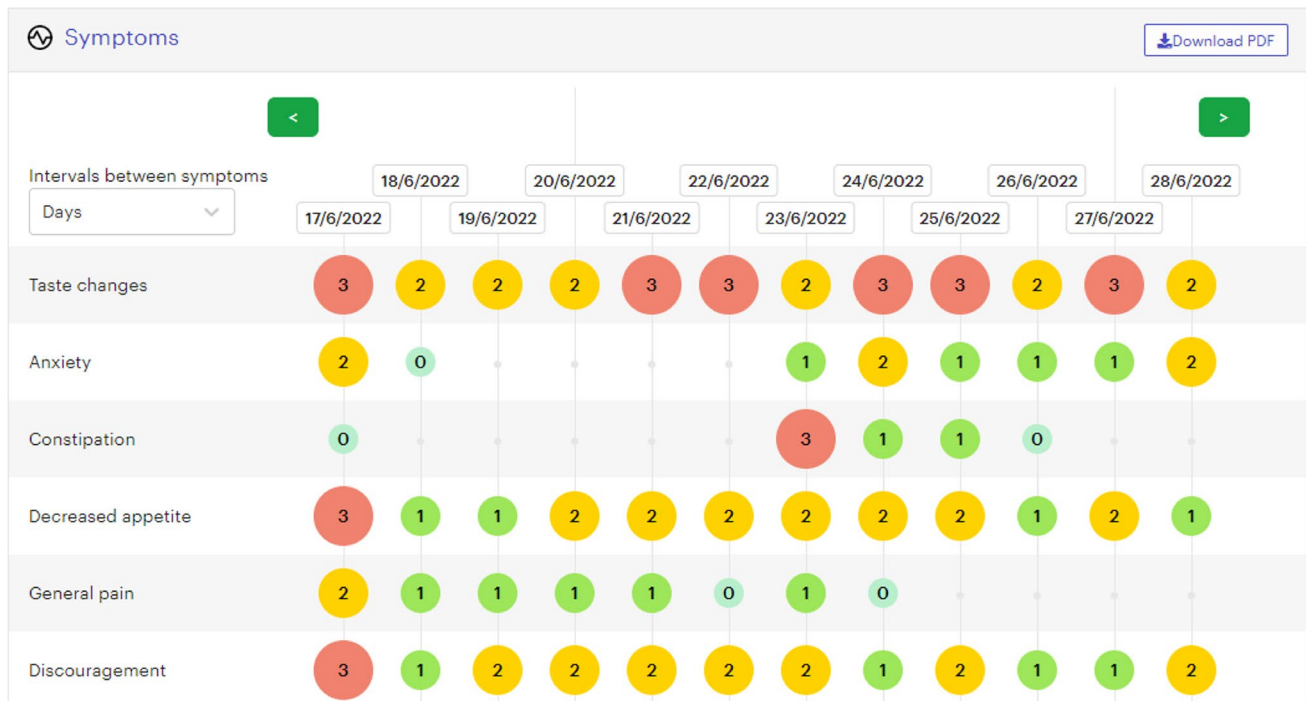 Symptoms
Download PDF
< >
Intervals between symptoms
18/6/2022 20/6/2022 22/6/2022 24/6/2022 26/6/2022 28/6/2022
Days
17/6/2022 19/6/2022 21/6/2022 23/6/2022 25/6/2022 27/6/2022
Taste changes 3 2 2 2 3 3 2 3 3 2 3 2
Anxiety 2 0 1 2 1 1 1 2
Constipation 0 3 1 1 0
Decreased appetite 3 1 1 2 2 2 2 2 2 1 2 1
General pain 2 1 1 1 1 0 1 0
Discouragement 3 1 2 2 2 2 2 1 2 1 1 2